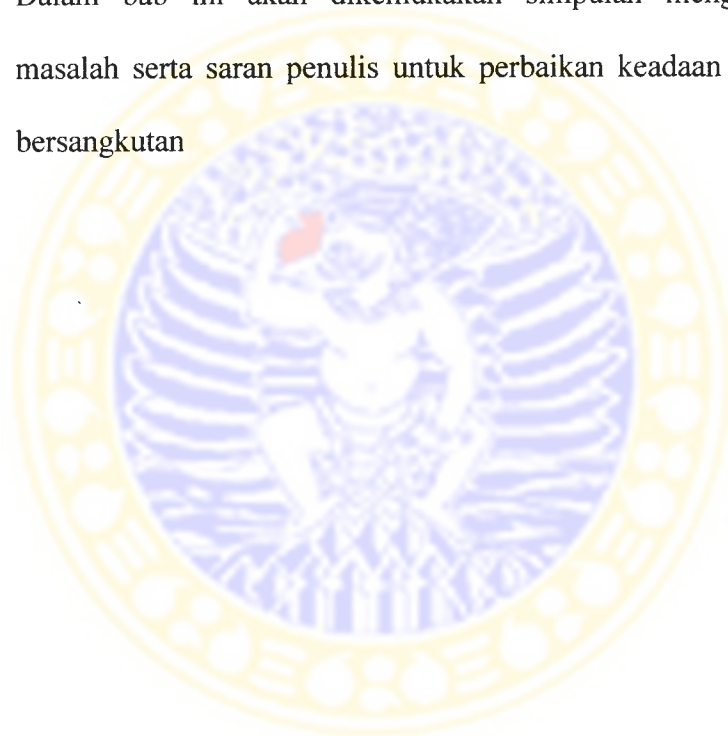 Dalam bab ini akan dikemukakan simpulan
masalah serta saran penulis untuk perbaikan keadaan
bersangkutan